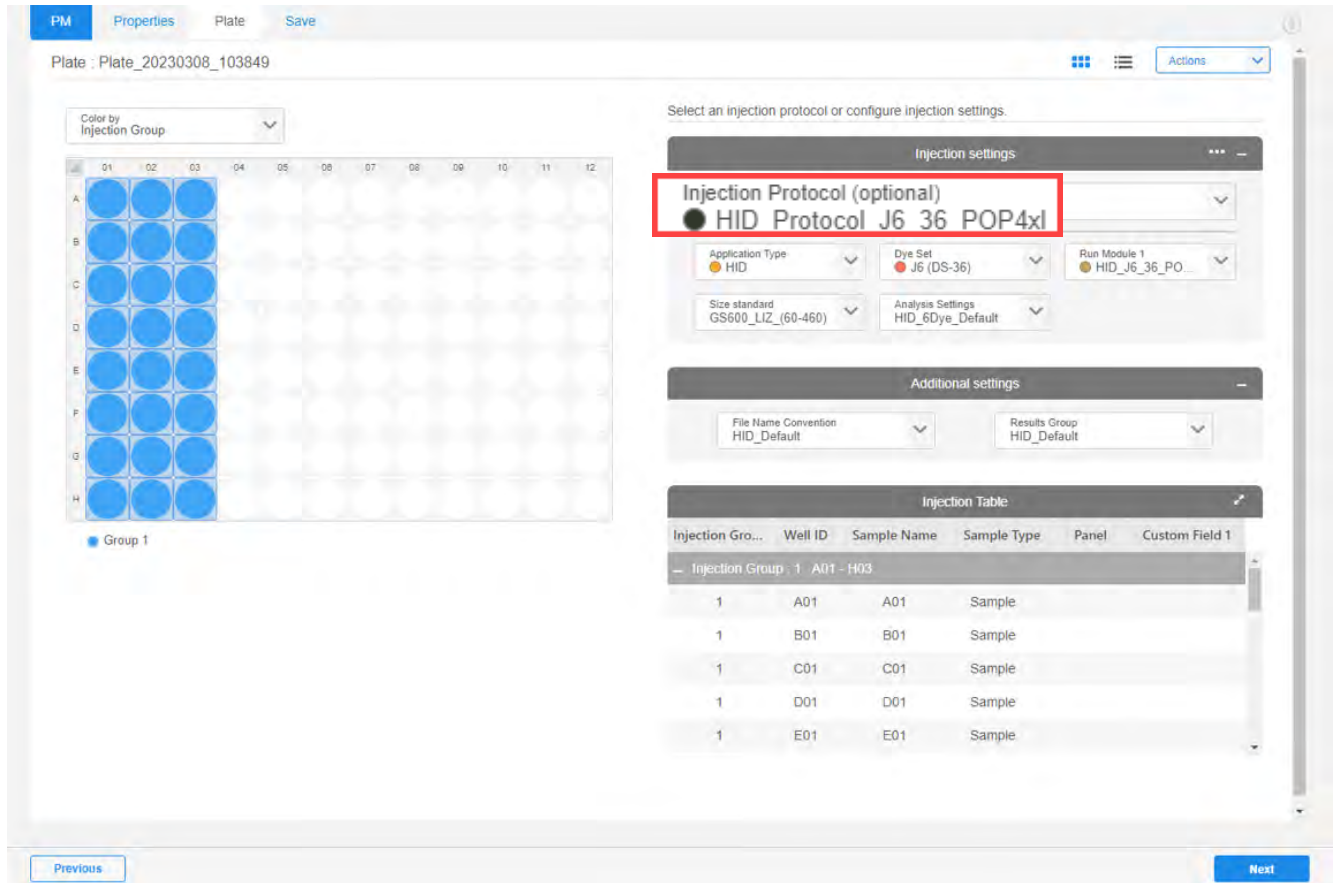 PM Properties Plate Save
Plate : Plate_20230308_103849
Actions
Color by
Injection Group
01 02 03 04 05 06 07 08 09 10 11 12
A
B
C
D
E
F
G
H
Group 1
Select an injection protocol or configure injection settings.
Injection settings
Injection Protocol (optional)
HID_Protocol_J6_36_POP4xl
Application Type
HID
Dye Set
J6 (DS-36)
Run Module 1
HID_J6_36_PO...
Size standard
GS600_LIZ_(60-460)
Analysis Settings
HID_6Dye_Default
Additional settings
File Name Convention
HID_Default
Results Group
HID_Default
Injection Table
Injection Gro... Well ID Sample Name Sample Type Panel Custom Field 1
Injection Group : 1 A01 - H03
1 A01 A01 Sample
1 B01 B01 Sample
1 C01 C01 Sample
1 D01 D01 Sample
1 E01 E01 Sample
Previous
Next